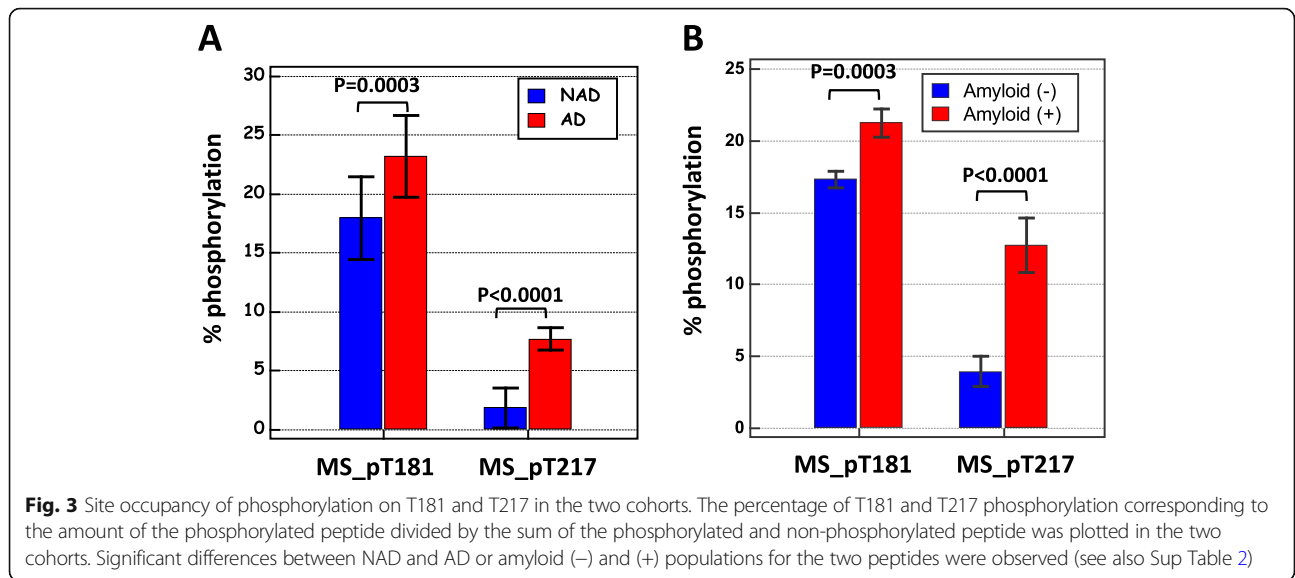 A
P=0.0003
NAD
AD
P<0.0001
% phosphorylation
30
25
20
15
10
5
0
MS_pT181
MS_pT217
B
P=0.0003
Amyloid (-)
Amyloid (+)
P<0.0001
% phosphorylation
25
20
15
10
5
0
MS_pT181
MS_pT217
Fig. 3 Site occupancy of phosphorylation on T181 and T217 in the two cohorts. The percentage of T181 and T217 phosphorylation corresponding to
the amount of the phosphorylated peptide divided by the sum of the phosphorylated and non-phosphorylated peptide was plotted in the two
cohorts. Significant differences between NAD and AD or amyloid (−) and (+) populations for the two peptides were observed (see also Sup Table 2)